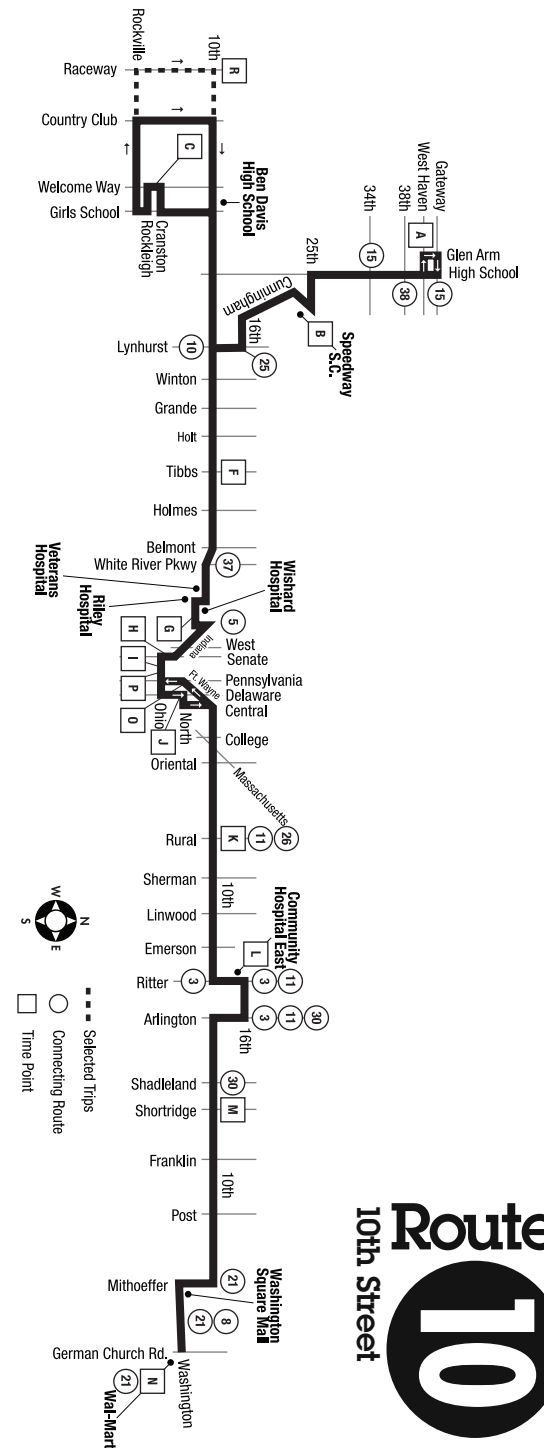 Route
10
10th Street
Rockville
10th
Raceway
R
Country Club
C
Welcome Way
Girls School
Cranston
Rockleigh
Ben Davis
High School
34th
38th
West Haven
Gateway
A
Glen Arm
High School
15
38
15
25th
Cunningham
B
Speedway
S.C.
16th
Lynhurst
10
25
Winton
Grande
Holt
Tibbs
F
Holmes
Belmont
White River Pkwy
37
Veterans
Hospital
Riley
Hospital
Wishard
Hospital
G
5
H
I
P
O
J
Indiana
West
Senate
Ft. Wayne
Pennsylvania
Delaware
Central
Ohio
North
College
Oriental
Massachusetts
Rural
K
11
26
Sherman
10th
Linwood
Emerson
Community
Hospital East
L
Ritter
3
3
11
Arlington
16th
3
11
30
Shadleland
30
Shortridge
M
Franklin
10th
Post
Mithoeffer
21
Washington
Square Mall
21
8
German Church Rd.
Washington
N
21
Wal-Mart
N
W
E
S
Selected Trips
Connecting Route
Time Point